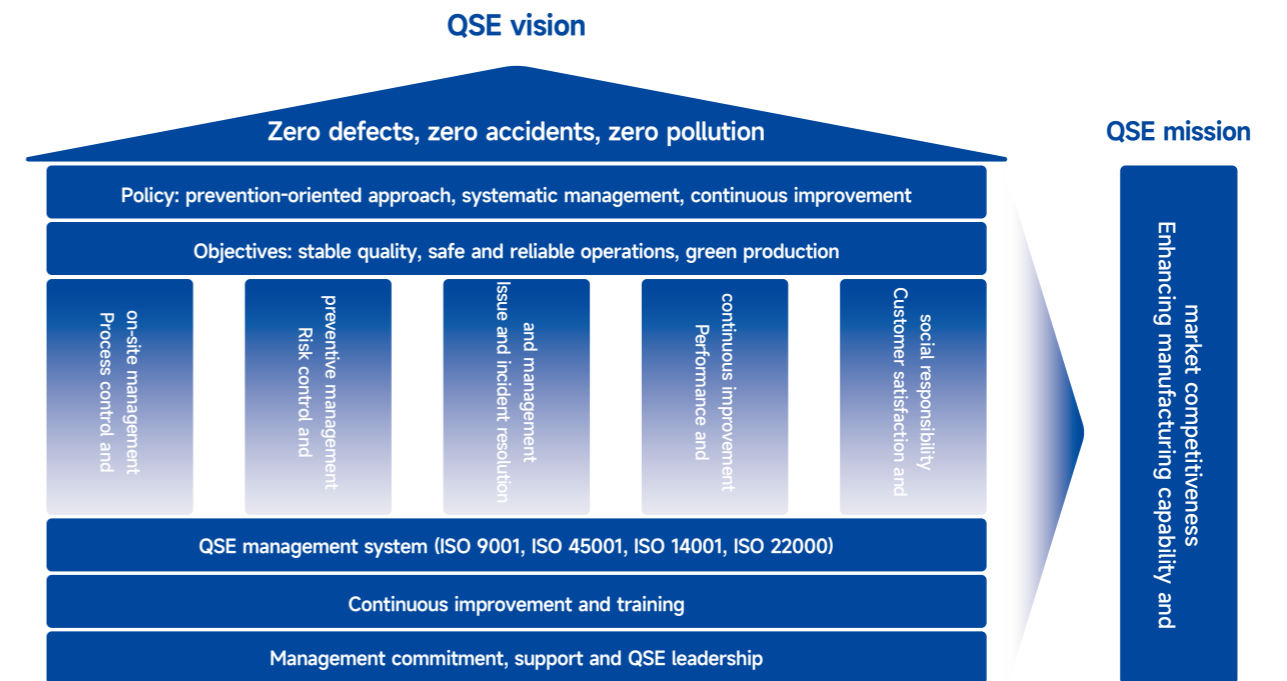 QSE vision
Zero defects, zero accidents, zero pollution
QSE mission
Policy: prevention-oriented approach, systematic management, continuous improvement
Objectives: stable quality, safe and reliable operations, green production
Process control and
on-site management
Risk control and
preventive management
Issue and incident resolution
and management
Performance and
continuous improvement
Customer satisfaction and
social responsibility
QSE management system (ISO 9001, ISO 45001, ISO 14001, ISO 22000)
Continuous improvement and training
Management commitment, support and QSE leadership
Enhancing manufacturing capability and
market competitiveness